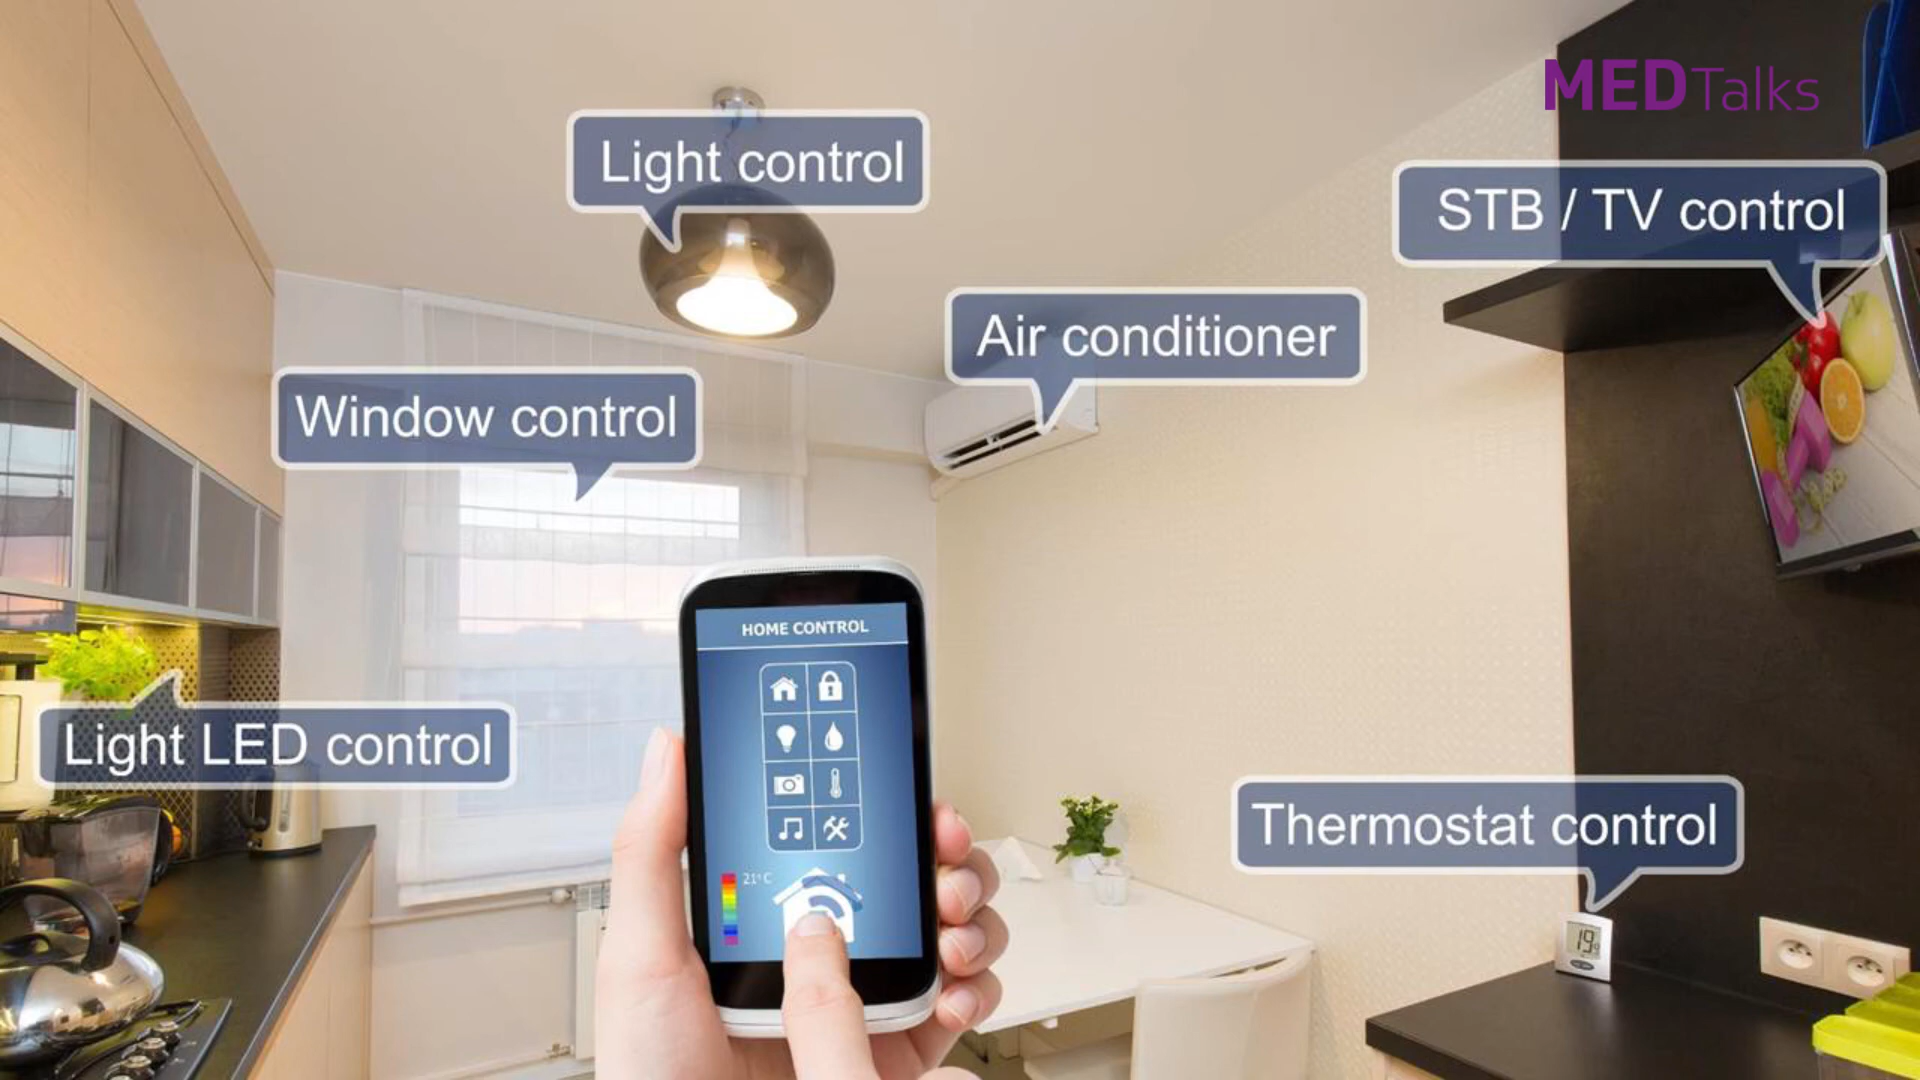 MEDTalks
Light control
STB / TV control
Air conditioner
Window control
HOME CONTROL
Light LED control
Thermostat control
21°C
19